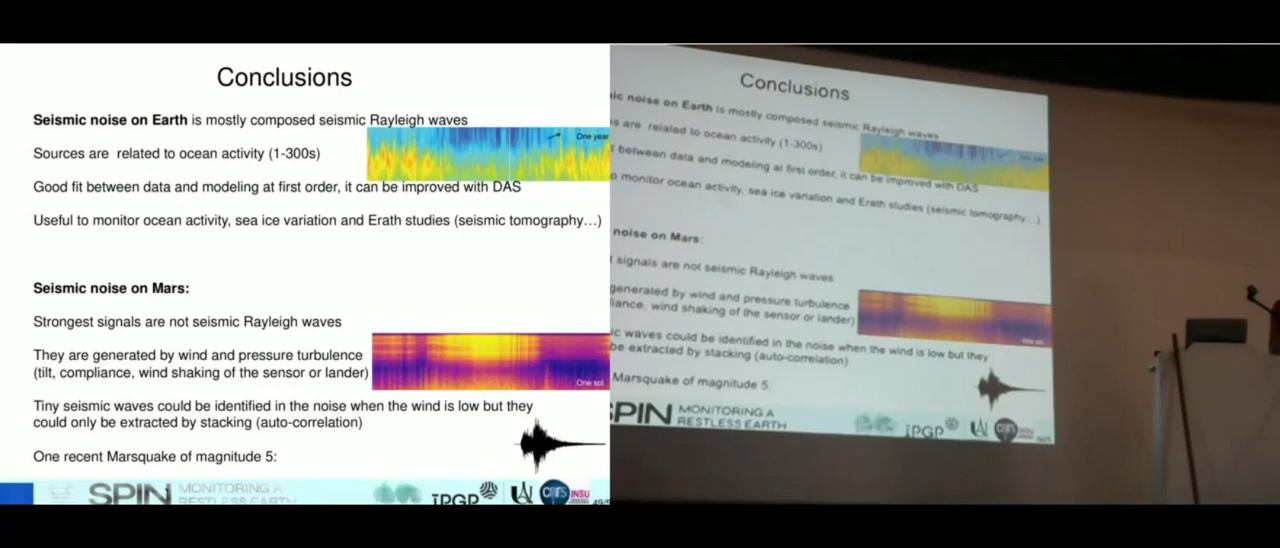 Conclusions
Seismic noise on Earth is mostly composed seismic Rayleigh waves
One year
Sources are related to ocean activity (1-300s)
Good fit between data and modeling at first order, it can be improved with DAS
Useful to monitor ocean activity, sea ice variation and Erath studies (seismic tomography…)
Seismic noise on Mars:
Strongest signals are not seismic Rayleigh waves
They are generated by wind and pressure turbulence
(tilt, compliance, wind shaking of the sensor or lander)
One sol
Tiny seismic waves could be identified in the noise when the wind is low but they
could only be extracted by stacking (auto-correlation)
One recent Marsquake of magnitude 5:
SPIN MONITORING A
RESTLESS EARTH
IPGP
cnrs INSU
Conclusions
noise on Earth is mostly composed seismic Rayleigh waves
are related to ocean activity (1-300s)
between data and modeling at first order, it can be improved with DAS
monitor ocean activity, sea ice variation and Erath studies (seismic tomography…)
noise on Mars:
signals are not seismic Rayleigh waves
generated by wind and pressure turbulence
wind shaking of the sensor or lander)
One sol
waves could be identified in the noise when the wind is low but they
be extracted by stacking (auto-correlation)
Marsquake of magnitude 5:
SPIN MONITORING A
RESTLESS EARTH
IPGP
cnrs INSU